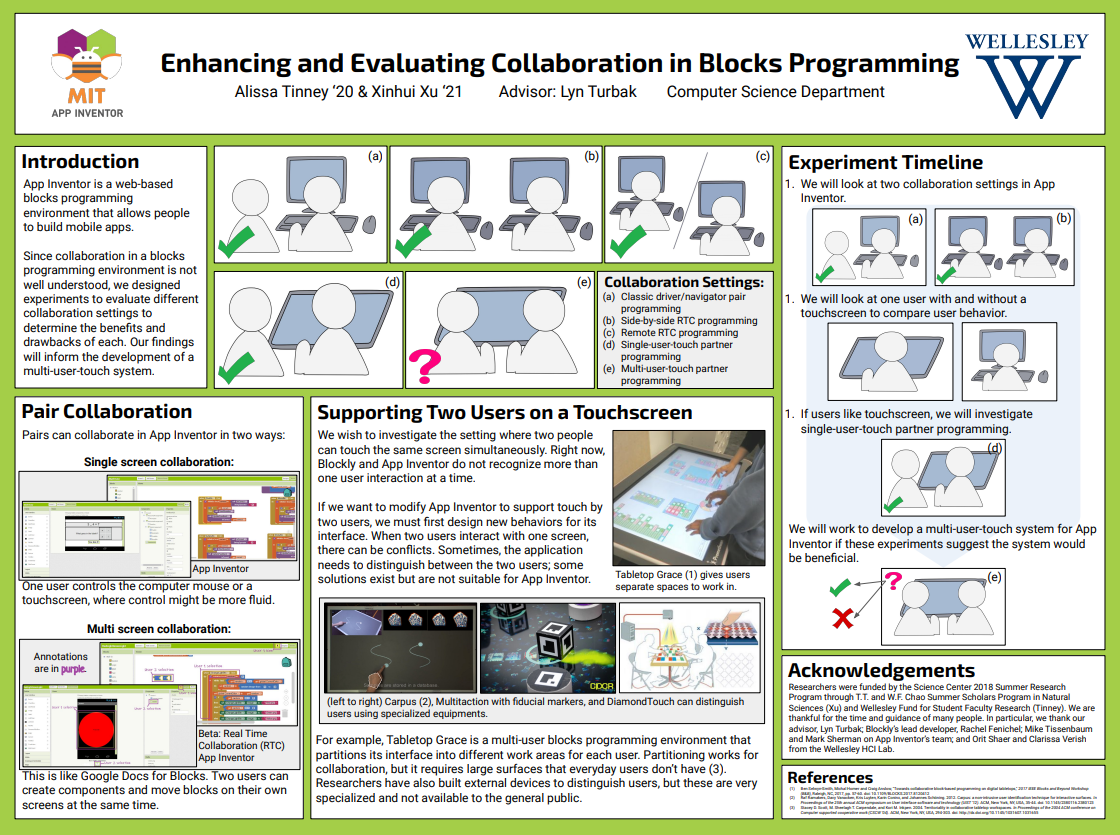 MIT
APP INVENTOR
Enhancing and Evaluating Collaboration in Blocks Programming
Alissa Tinney ‘20 & Xinhui Xu ‘21 Advisor: Lyn Turbak Computer Science Department
WELLESLEY
W
Introduction
App Inventor is a web-based
blocks programming
environment that allows people
to build mobile apps.
Since collaboration in a blocks
programming environment is not
well understood, we designed
experiments to evaluate different
collaboration settings to
determine the benefits and
drawbacks of each. Our findings
will inform the development of a
multi-user-touch system.
(a)
(b)
(c)
(d)
(e)
?
Collaboration Settings:
(a) Classic driver/navigator pair
programming
(b) Side-by-side RTC programming
(c) Remote RTC programming
(d) Single-user-touch partner
programming
(e) Multi-user-touch partner
programming
Pair Collaboration
Pairs can collaborate in App Inventor in two ways:
Single screen collaboration:
App Inventor
One user controls the computer mouse or a
touchscreen, where control might be more fluid.
Multi screen collaboration:
Annotations
are in purple.
Beta: Real Time
Collaboration (RTC)
App Inventor
This is like Google Docs for Blocks. Two users can
create components and move blocks on their own
screens at the same time.
Supporting Two Users on a Touchscreen
We wish to investigate the setting where two people
can touch the same screen simultaneously. Right now,
Blockly and App Inventor do not recognize more than
one user interaction at a time.
If we want to modify App Inventor to support touch by
two users, we must first design new behaviors for its
interface. When two users interact with one screen,
there can be conflicts. Sometimes, the application
needs to distinguish between the two users; some
solutions exist but are not suitable for App Inventor.
Tabletop Grace (1) gives users
separate spaces to work in.
(left to right) Carpus (2), Multitaction with fiducial markers, and DiamondTouch can distinguish
users using specialized equipments.
For example, Tabletop Grace is a multi-user blocks programming environment that
partitions its interface into different work areas for each user. Partitioning works for
collaboration, but it requires large surfaces that everyday users don't have (3).
Researchers have also built external devices to distinguish users, but these are very
specialized and not available to the general public.
Experiment Timeline
1. We will look at two collaboration settings in App
Inventor.
(a)
(b)
1. We will look at one user with and without a
touchscreen to compare user behavior.
1. If users like touchscreen, we will investigate
single-user-touch partner programming.
(d)
We will work to develop a multi-user-touch system for App
Inventor if these experiments suggest the system would
be beneficial.
?
(e)
Acknowledgements
Researchers were funded by the Science Center 2018 Summer Research
Program through T.T. and W.F. Chao Summer Scholars Program in Natural
Sciences (Xu) and Wellesley Fund for Student Faculty Research (Tinney). We are
thankful for the time and guidance of many people. In particular, we thank our
advisor, Lyn Turbak; Blockly's lead developer, Rachel Fenichel; Mike Tissenbaum
and Mark Sherman on App Inventor's team; and Orit Shaer and Clarissa Verish
from the Wellesley HCI Lab.
References